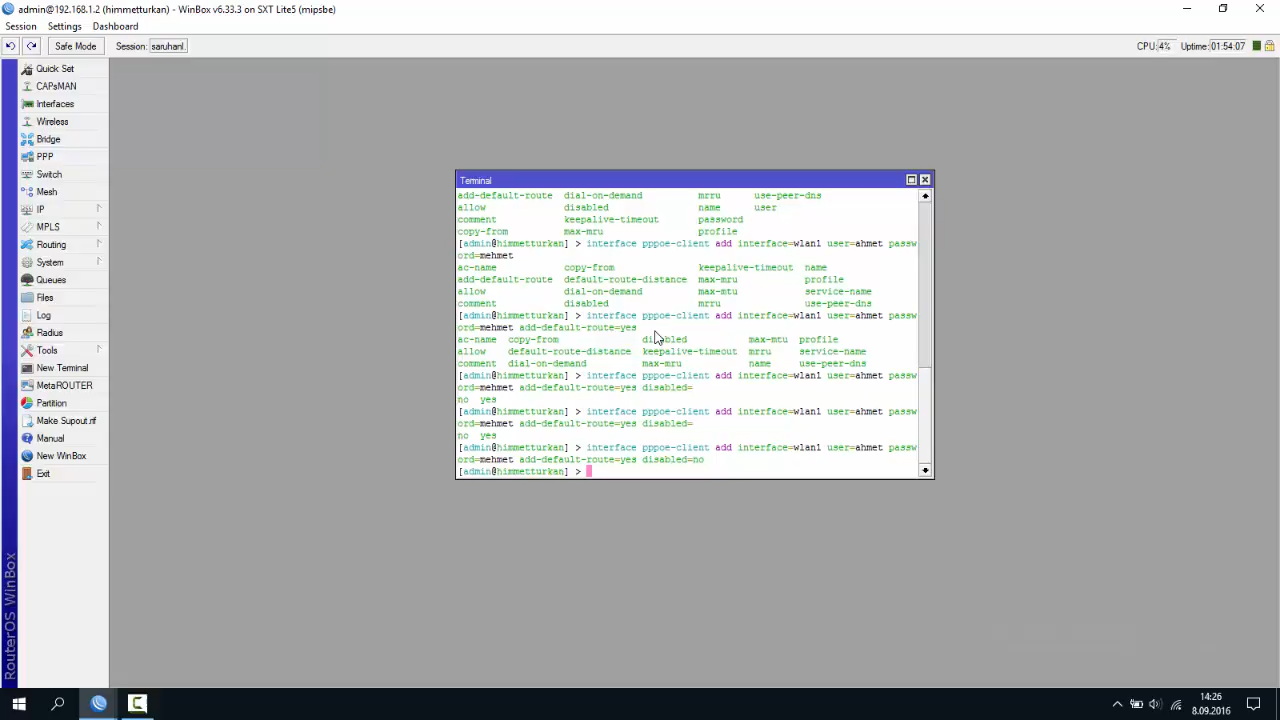 admin@192.168.1.2 (himmetturkan) - WinBox v6.33.3 on SXT Lite5 (mipsbe)
Session Settings Dashboard
Safe Mode Session: saruhanl CPU:4% Uptime:01:54:07
Quick Set
CAPsMAN
Interfaces
Wireless
Bridge
PPP
Switch
Mesh
IP
MPLS
Routing
System
Queues
Files
Log
Radius
Tools
New Terminal
MetaROUTER
Partition
Make Supout.rif
Manual
New WinBox
Exit
RouterOS WinBox
Terminal
add-default-route dial-on-demand mrru use-peer-dns
allow disabled name user
comment keepalive-timeout password
copy-from max-mru profile
[admin@himmetturkan] > interface pppoe-client add interface=wlan1 user=ahmet passw
ord=mehmet
ac-name copy-from keepalive-timeout name
add-default-route default-route-distance max-mru profile
allow dial-on-demand max-mtu service-name
comment disabled mrru use-peer-dns
[admin@himmetturkan] > interface pppoe-client add interface=wlan1 user=ahmet passw
ord=mehmet add-default-route=yes
ac-name copy-from disabled max-mtu profile
allow default-route-distance keepalive-timeout mrru service-name
comment dial-on-demand max-mru name use-peer-dns
[admin@himmetturkan] > interface pppoe-client add interface=wlan1 user=ahmet passw
ord=mehmet add-default-route=yes disabled=
no yes
[admin@himmetturkan] > interface pppoe-client add interface=wlan1 user=ahmet passw
ord=mehmet add-default-route=yes disabled=
no yes
[admin@himmetturkan] > interface pppoe-client add interface=wlan1 user=ahmet passw
ord=mehmet add-default-route=yes disabled=no
[admin@himmetturkan] >
14:26
8.09.2016